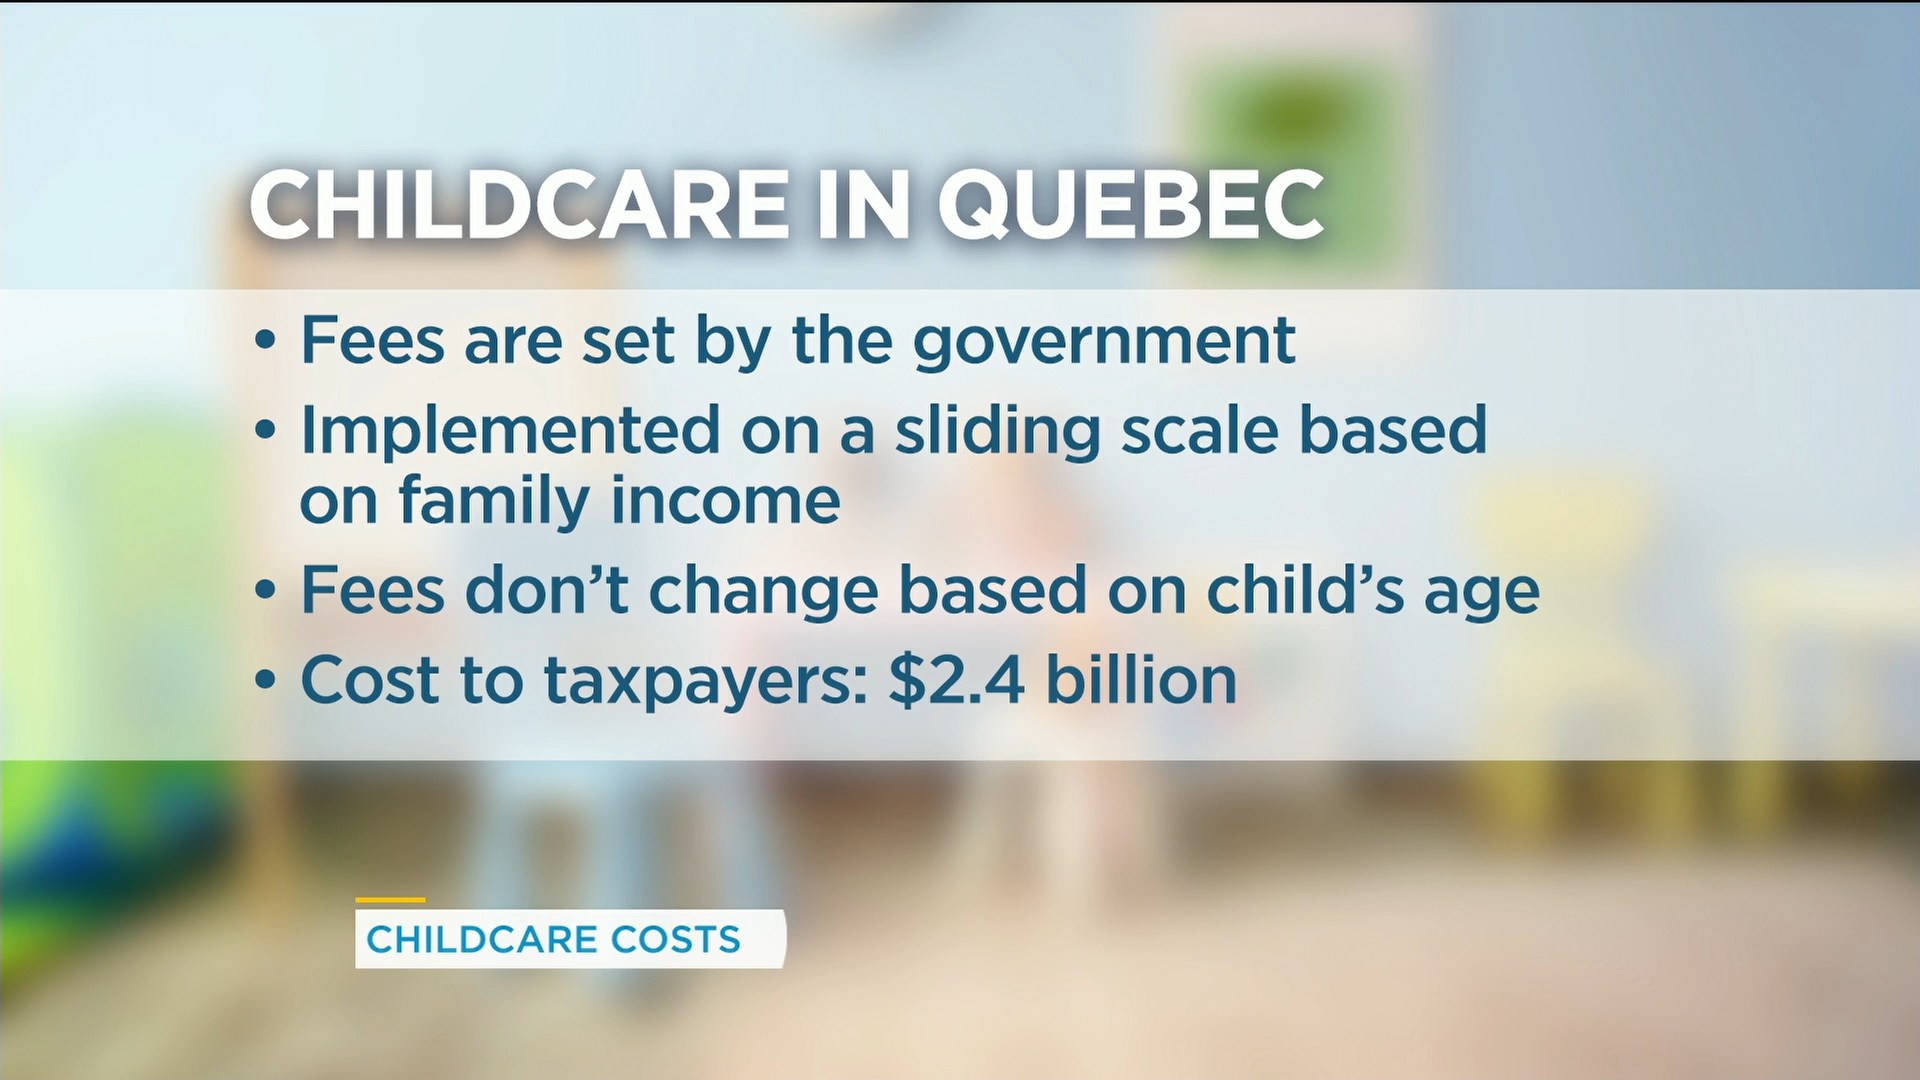 CHILDCARE IN QUEBEC
• Fees are set by the government
• Implemented on a sliding scale based
on family income
• Fees don’t change based on child’s age
• Cost to taxpayers: $2.4 billion
CHILDCARE COSTS